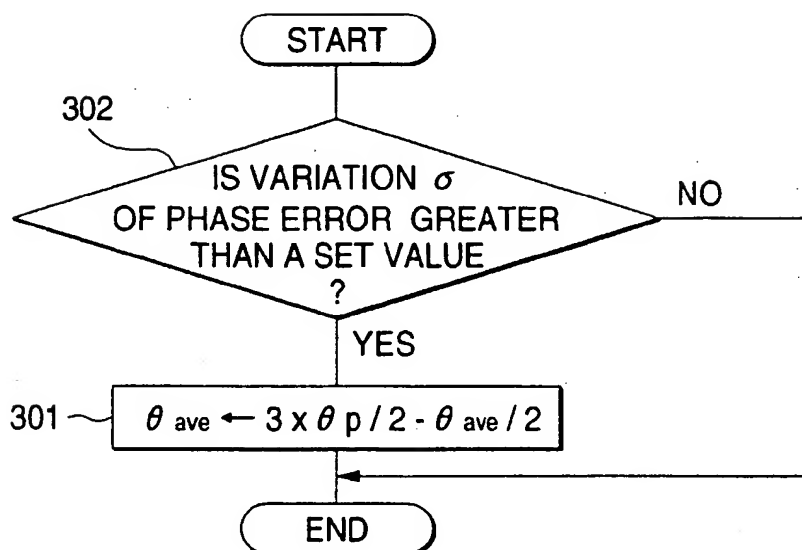 START
302
IS VARIATION σ
OF PHASE ERROR GREATER
THAN A SET VALUE
?
NO
YES
301
θ ave ← 3 x θ p / 2 - θ ave / 2
END